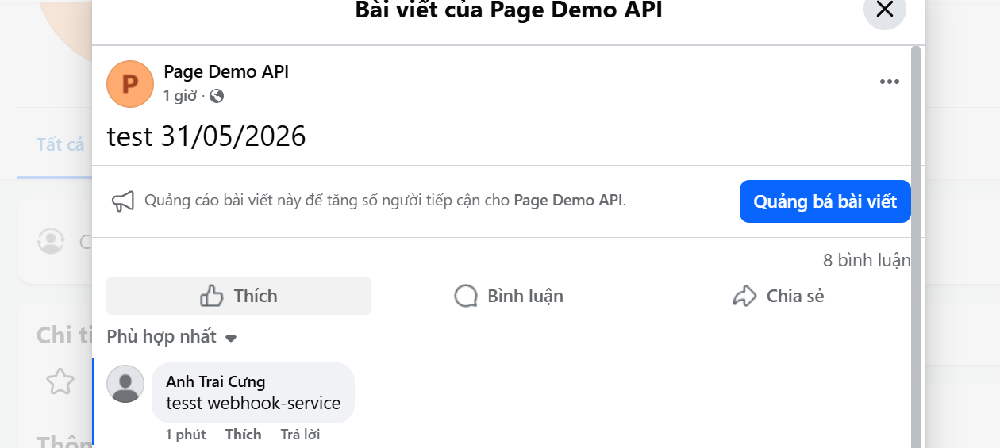 Bài viết của Page Demo API
P
Page Demo API
1 giờ ·
test 31/05/2026
Tất cả
Quảng cáo bài viết này để tăng số người tiếp cận cho Page Demo API.
Quảng bá bài viết
8 bình luận
Thích
Bình luận
Chia sẻ
Chi ti
Phù hợp nhất
Anh Trai Cưng
tesst webhook-service
1 phút Thích Trả lời
Thôn